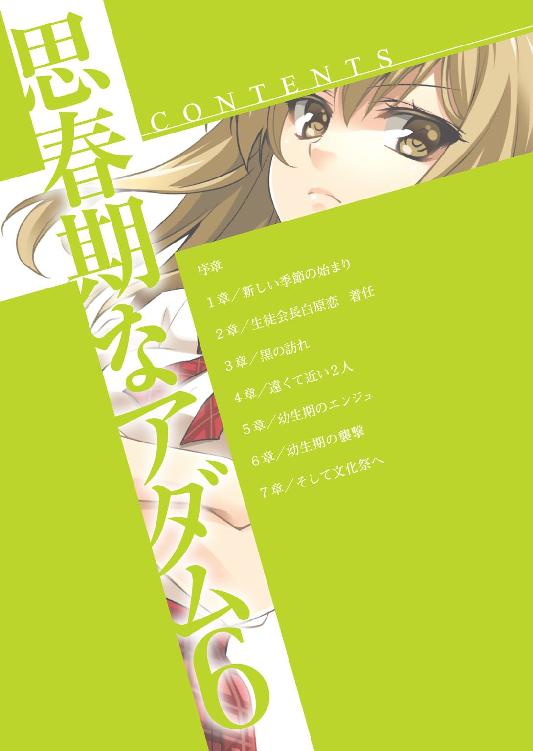 思春期なアダム6
CONTENTS
序章
1章／新しい季節の始まり
2章／生徒会長白原恋　着任
3章／黒の訪れ
4章／遠くて近い2人
5章／幼生期のエンジュ
6章／幼生期の襲撃
7章／そして文化祭へ